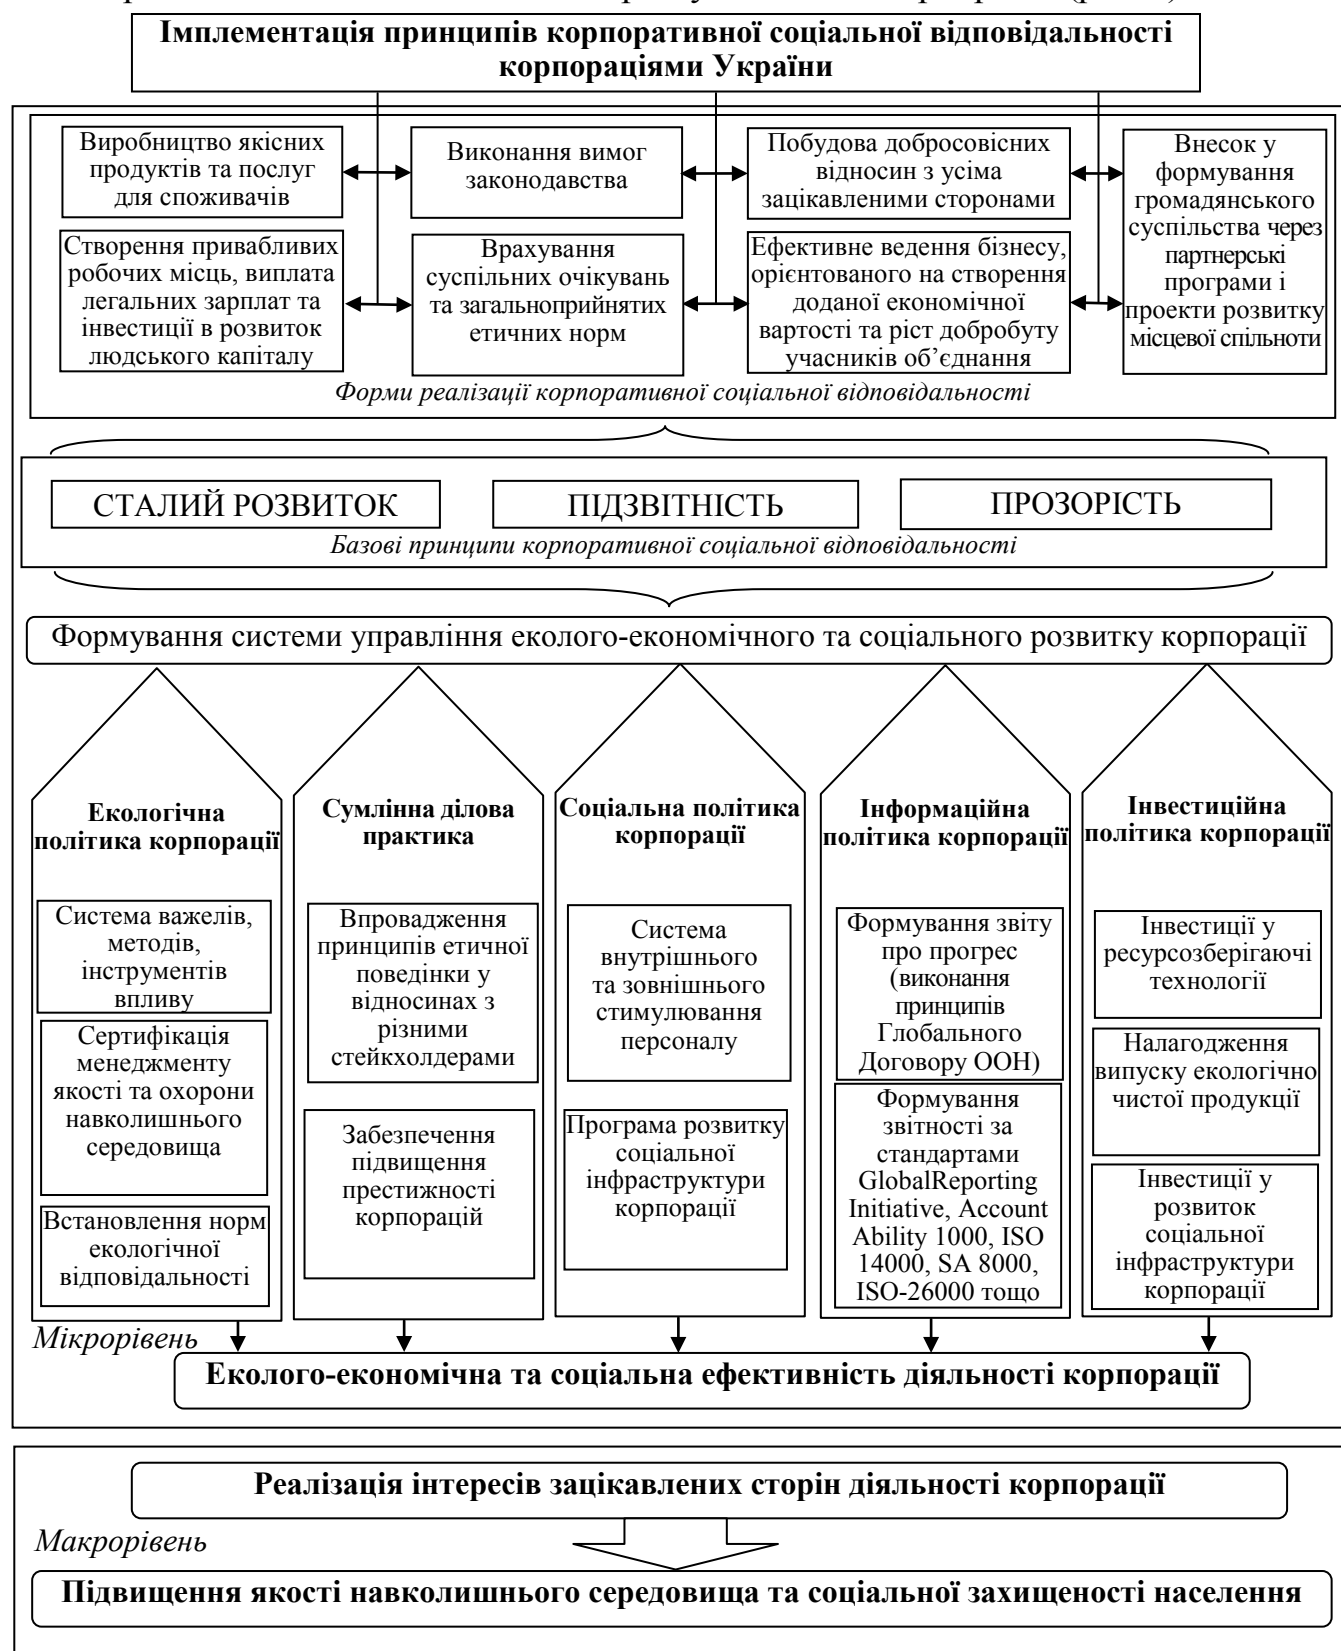 Імплементація принципів корпоративної соціальної відповідальності
корпораціями України
Виробництво якісних
продуктів та послуг
для споживачів
Виконання вимог
законодавства
Побудова добросовісних
відносин з усіма
зацікавленими сторонами
Внесок у
формування
громадянського
суспільства через
партнерські
програми і
проекти розвитку
місцевої спільноти
Створення привабливих
робочих місць, виплата
легальних зарплат та
інвестиції в розвиток
людського капіталу
Врахування
суспільних очікувань
та загальноприйнятих
етичних норм
Ефективне ведення бізнесу,
орієнтованого на створення
доданої економічної
вартості та ріст добробуту
учасників об’єднання
Форми реалізації корпоративної соціальної відповідальності
СТАЛИЙ РОЗВИТОК
ПІДЗВІТНІСТЬ
ПРОЗОРІСТЬ
Базові принципи корпоративної соціальної відповідальності
Формування системи управління еколого-економічного та соціального розвитку корпорації
Екологічна
політика корпорації
Система важелів,
методів,
інструментів
впливу
Сертифікація
менеджменту
якості та охорони
навколишнього
середовища
Встановлення норм
екологічної
відповідальності
Сумлінна ділова
практика
Впровадження
принципів етичної
поведінки у
відносинах з
різними
стейкхолдерами
Забезпечення
підвищення
престижності
корпорацій
Соціальна політика
корпорації
Система
внутрішнього
та зовнішнього
стимулювання
персоналу
Програма розвитку
соціальної
інфраструктури
корпорації
Інформаційна
політика корпорації
Формування звіту
про прогрес
(виконання
принципів
Глобального
Договору ООН)
Формування
звітності за
стандартами
GlobalReporting
Initiative, Account
Ability 1000, ISO
14000, SA 8000,
ISO-26000 тощо
Інвестиційна
політика корпорації
Інвестиції у
ресурсозберігаючі
технології
Налагодження
випуску екологічно
чистої продукції
Інвестиції у
розвиток
соціальної
інфраструктури
корпорації
Мікрорівень
Еколого-економічна та соціальна ефективність діяльності корпорації
Реалізація інтересів зацікавлених сторін діяльності корпорації
Макрорівень
Підвищення якості навколишнього середовища та соціальної захищеності населення